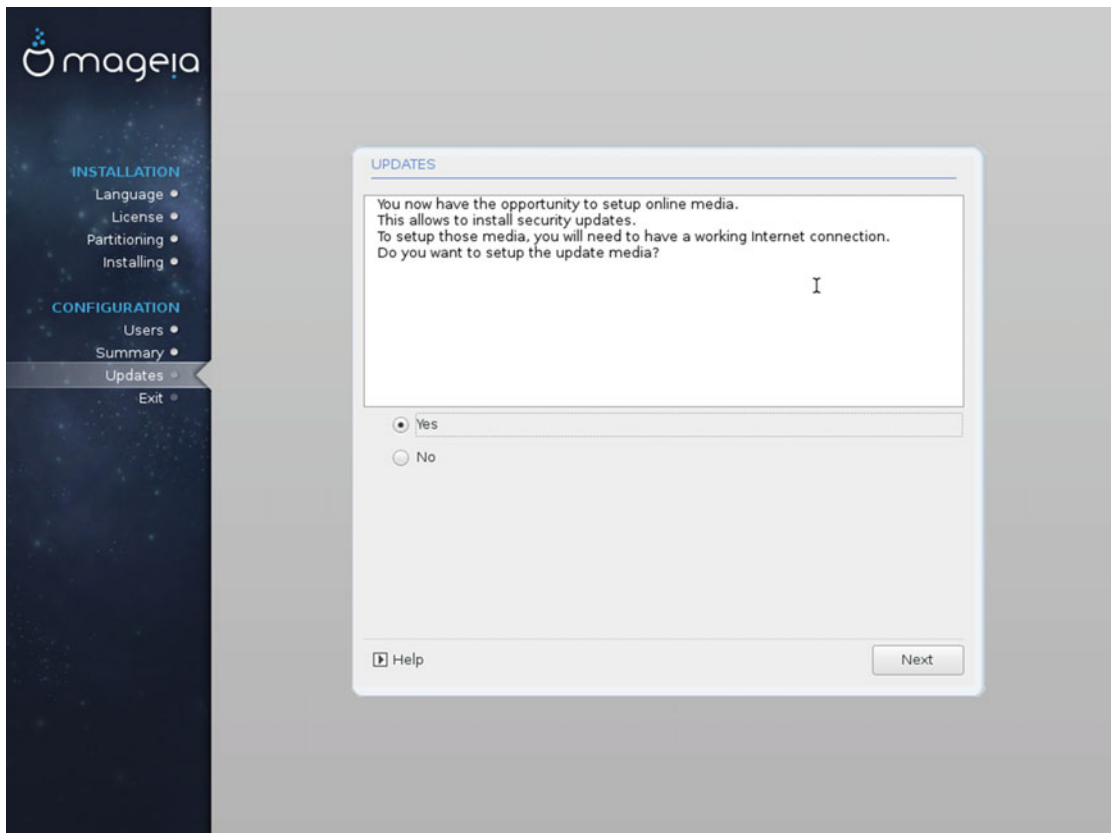 mageia
INSTALLATION
Language
License
Partitioning
Installing
CONFIGURATION
Users
Summary
Updates
Exit
UPDATES
You now have the opportunity to setup online media.
This allows to install security updates.
To setup those media, you will need to have a working Internet connection.
Do you want to setup the update media?
Yes
No
Help
Next